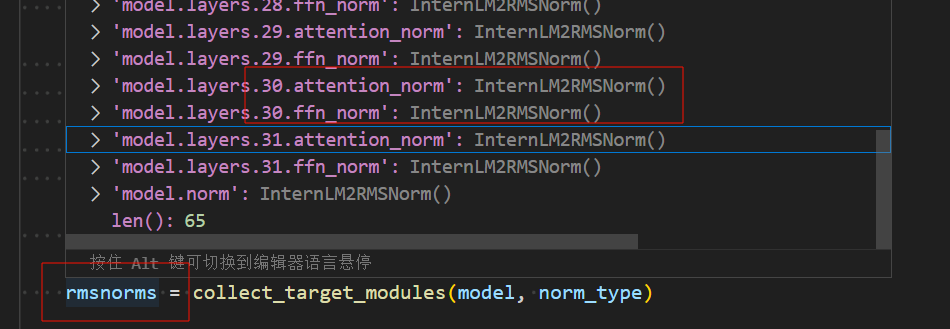 > 'model.layers.28.ffn_norm': InternLM2RMSNorm()
> 'model.layers.29.attention_norm': InternLM2RMSNorm()
> 'model.layers.29.ffn_norm': InternLM2RMSNorm()
> 'model.layers.30.attention_norm': InternLM2RMSNorm()
> 'model.layers.30.ffn_norm': InternLM2RMSNorm()
> 'model.layers.31.attention_norm': InternLM2RMSNorm()
> 'model.layers.31.ffn_norm': InternLM2RMSNorm()
> 'model.norm': InternLM2RMSNorm()
len(): 65
按住 Alt 键可切换到编辑器语言悬停
rmsnorms = collect_target_modules(model, norm_type)